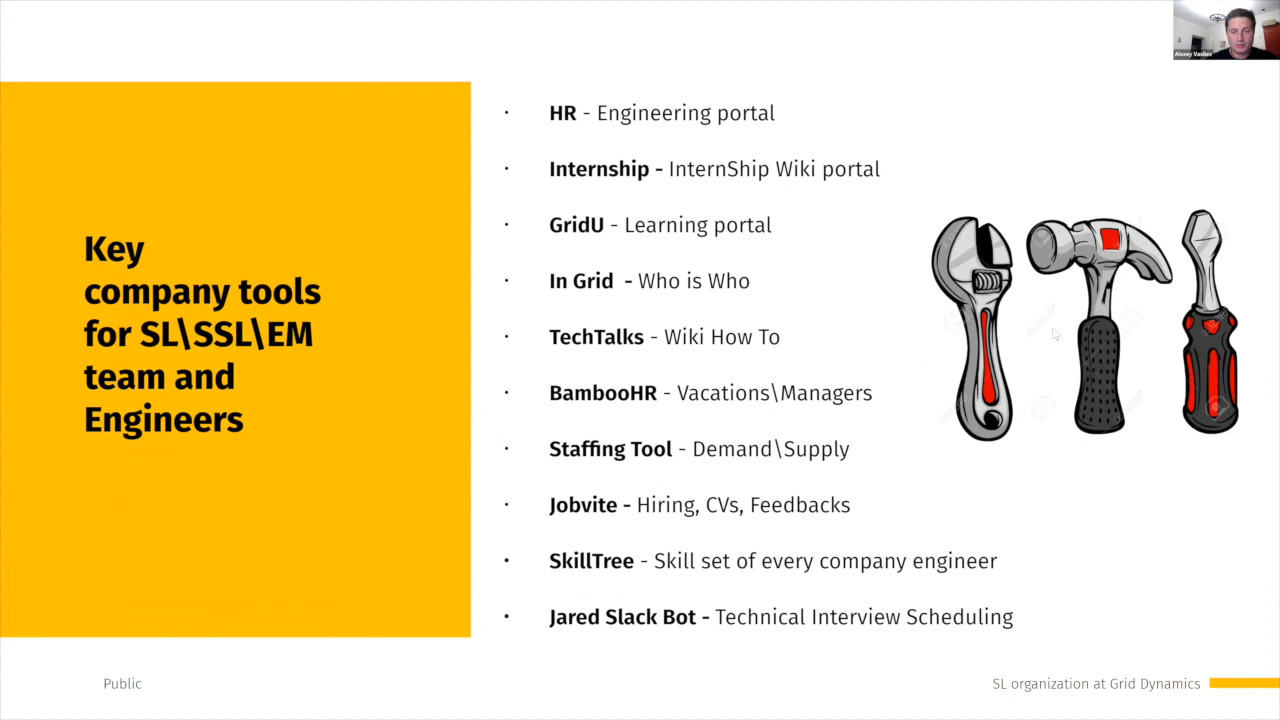 Alexey Vasilev
Key
company tools
for SL\SSL\EM
team and
Engineers
· HR - Engineering portal
· Internship - InternShip Wiki portal
· GridU - Learning portal
· In Grid - Who is Who
· TechTalks - Wiki How To
· BambooHR - Vacations\Managers
· Staffing Tool - Demand\Supply
· Jobvite - Hiring, CVs, Feedbacks
· SkillTree - Skill set of every company engineer
· Jared Slack Bot - Technical Interview Scheduling
Public
SL organization at Grid Dynamics